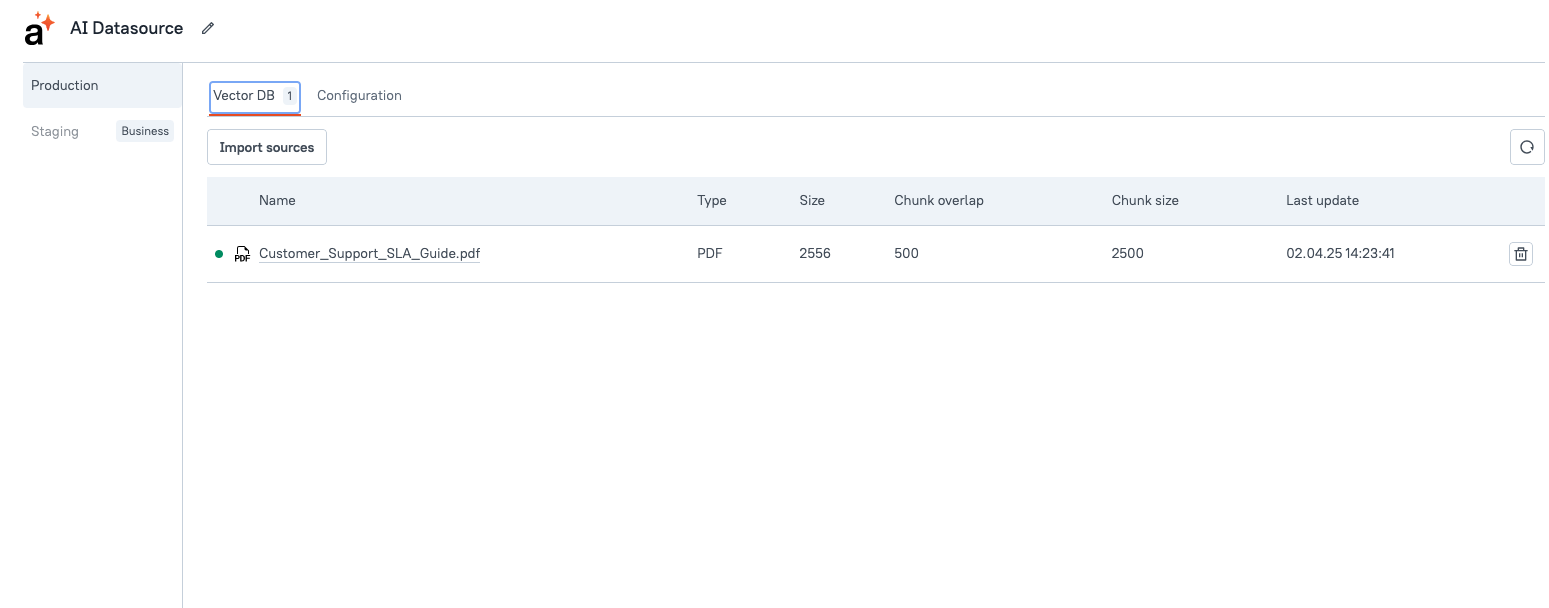 a
AI Datasource
Production
Staging Business
Vector DB 1 Configuration
Import sources
Name Type Size Chunk overlap Chunk size Last update
PDF Customer_Support_SLA_Guide.pdf PDF 2556 500 2500 02.04.25 14:23:41